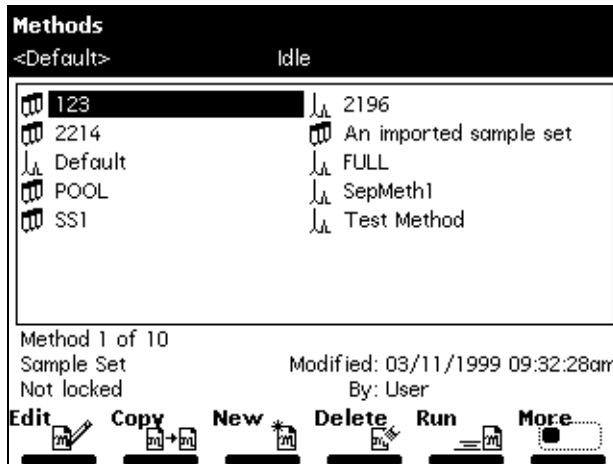 Methods
<Default> Idle
123 2196
2214 An imported sample set
Default FULL
POOL SepMeth1
SS1 Test Method
Method 1 of 10
Sample Set Modified: 03/11/1999 09:32:28am
Not locked By: User
Edit Copy New Delete Run More